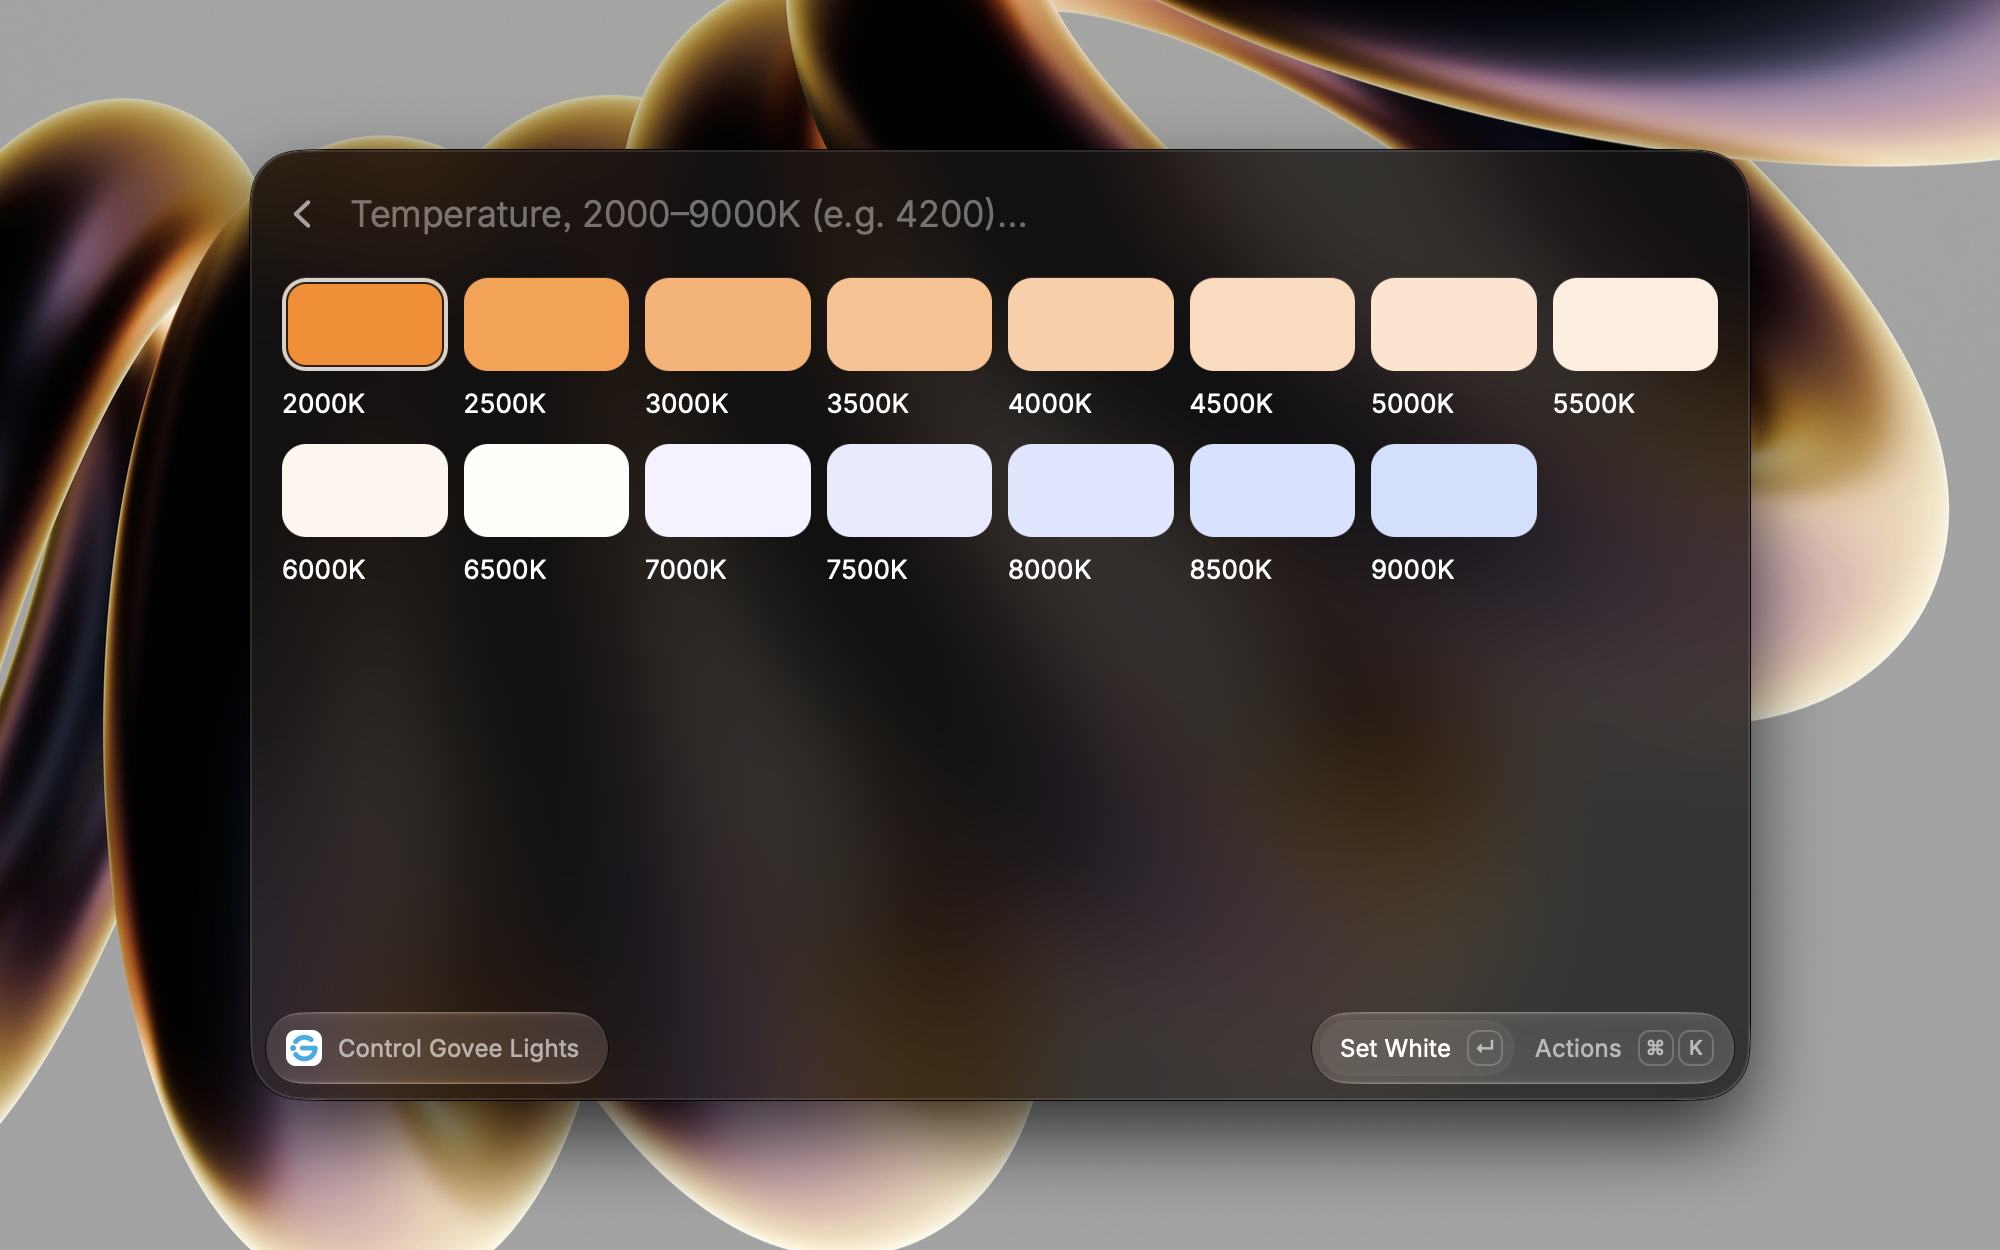 Temperature, 2000–9000K (e.g. 4200)...
2000K 2500K 3000K 3500K 4000K 4500K 5000K 5500K
6000K 6500K 7000K 7500K 8000K 8500K 9000K
Control Govee Lights Set White ↵ Actions ⌘ K